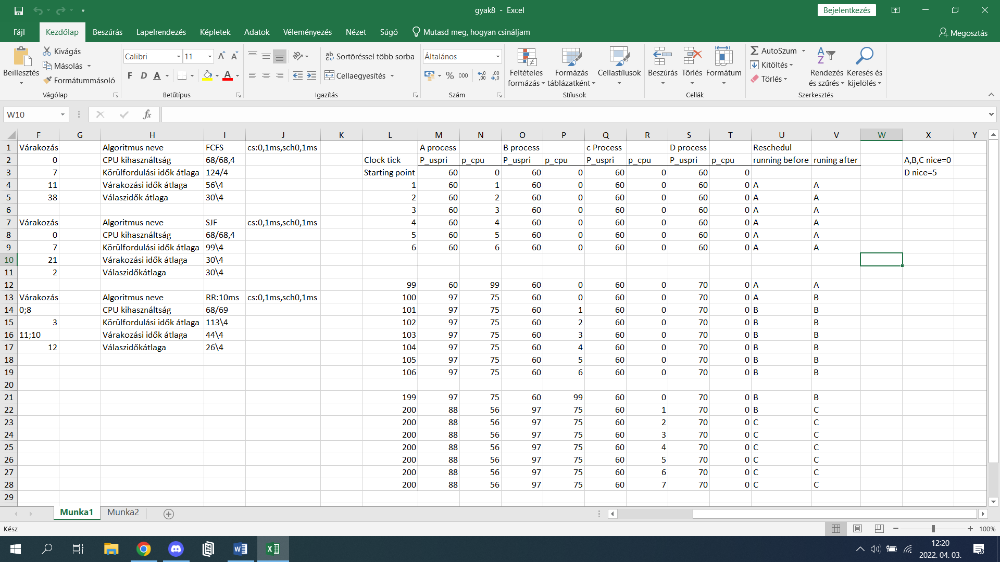 gyak8 - Excel
Bejelentkezés
Fájl Kezdőlap Beszúrás Lapelrendezés Képletek Adatok Véleményezés Nézet Súgó Mutasd meg, hogyan csináljam Megosztás
Beillesztés
Kivágás
Másolás
Formátummásoló
Vágólap
Calibri 11
F D A
Betűtípus
Sortöréssel több sorba
Cellaegyesítés
Igazítás
Általános
% 000
Szám
Feltételes formázás
Formázás táblázatként
Cellastílusok
Stílusok
Beszúrás Törlés Formátum
Cellák
AutoSzum
Kitöltés
Törlés
Rendezés és szűrés
Keresés és kijelölés
Szerkesztés
W10 fx
F G H I J K L M N O P Q R S T U V W X Y
1 Várakozás Algoritmus neve FCFS cs:0,1ms,sch0,1ms A process B process c Process D process Reschedul
2 0 CPU kihasználtság 68/68,4 Clock tick P_uspri p_cpu P_uspri p_cpu P_uspri p_cpu P_uspri p_cpu running before runing after A,B,C nice=0
3 7 Körülfordulási idők átlaga 124/4 Starting point 60 0 60 0 60 0 60 0 D nice=5
4 11 Várakozási idők átlaga 56\4 1 60 1 60 0 60 0 60 0 A A
5 38 Válaszidők átlaga 30\4 2 60 2 60 0 60 0 60 0 A A
6 3 60 3 60 0 60 0 60 0 A A
7 Várakozás Algoritmus neve SJF cs:0,1ms,sch0,1ms 4 60 4 60 0 60 0 60 0 A A
8 0 CPU kihasználtság 68/68,4 5 60 5 60 0 60 0 60 0 A A
9 7 Körülfordulási idők átlaga 99\4 6 60 6 60 0 60 0 60 0 A A
10 21 Várakozási idők átlaga 30\4
11 2 Válaszidőkátlaga 30\4
12 99 60 99 60 0 60 0 70 0 A A
13 Várakozás Algoritmus neve RR:10ms cs:0,1ms,sch0,1ms 100 97 75 60 0 60 0 70 0 A B
14 0;8 CPU kihasználtság 68/69 101 97 75 60 1 60 0 70 0 B B
15 3 Körülfordulási idők átlaga 113\4 102 97 75 60 2 60 0 70 0 B B
16 11;10 Várakozási idők átlaga 44\4 103 97 75 60 3 60 0 70 0 B B
17 12 Válaszidőkátlaga 26\4 104 97 75 60 4 60 0 70 0 B B
18 105 97 75 60 5 60 0 70 0 B B
19 106 97 75 60 6 60 0 70 0 B B
20
21 199 97 75 60 99 60 0 70 0 B B
22 200 88 56 97 75 60 1 70 0 B C
23 200 88 56 97 75 60 2 70 0 C C
24 200 88 56 97 75 60 3 70 0 C C
25 200 88 56 97 75 60 4 70 0 C C
26 200 88 56 97 75 60 5 70 0 C C
27 200 88 56 97 75 60 6 70 0 C C
28 200 88 56 97 75 60 7 70 0 C C
29
Munka1 Munka2
Kész 100%
12:20
2022. 04. 03.